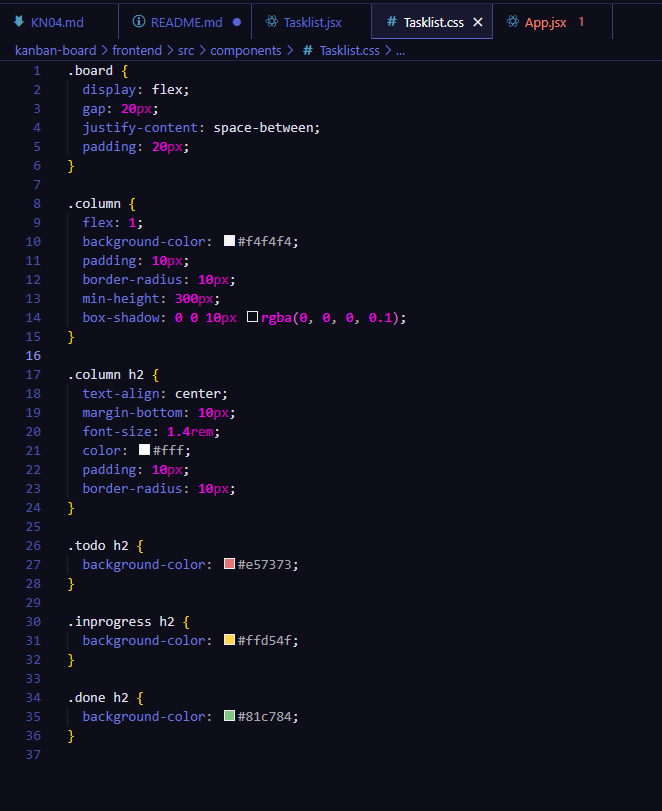 KN04.md README.md Tasklist.jsx # Tasklist.css × App.jsx 1
kanban-board > frontend > src > components > # Tasklist.css > ...
1 .board {
2 display: flex;
3 gap: 20px;
4 justify-content: space-between;
5 padding: 20px;
6 }
7
8 .column {
9 flex: 1;
10 background-color: #f4f4f4;
11 padding: 10px;
12 border-radius: 10px;
13 min-height: 300px;
14 box-shadow: 0 0 10px rgba(0, 0, 0, 0.1);
15 }
16
17 .column h2 {
18 text-align: center;
19 margin-bottom: 10px;
20 font-size: 1.4rem;
21 color: #fff;
22 padding: 10px;
23 border-radius: 10px;
24 }
25
26 .todo h2 {
27 background-color: #e57373;
28 }
29
30 .inprogress h2 {
31 background-color: #ffd54f;
32 }
33
34 .done h2 {
35 background-color: #81c784;
36 }
37